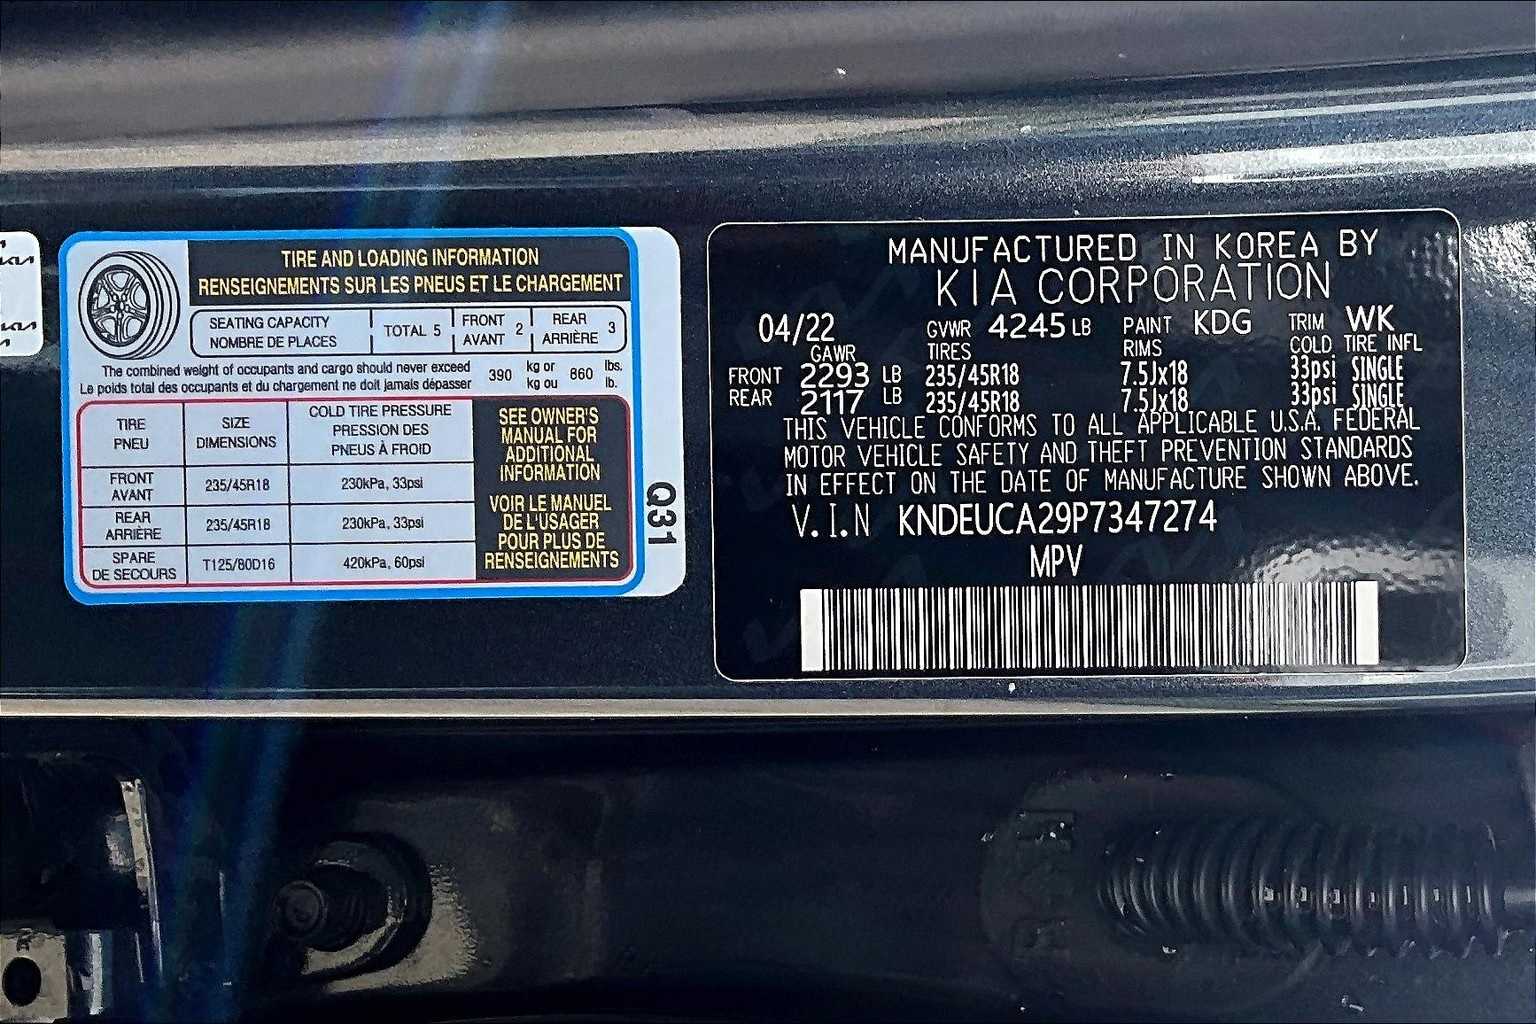 KIA
KIA
TIRE AND LOADING INFORMATION
RENSEIGNEMENTS SUR LES PNEUS ET LE CHARGEMENT
SEATING CAPACITY
NOMBRE DE PLACES
TOTAL 5
FRONT
AVANT
2
REAR
ARRIÈRE
3
The combined weight of occupants and cargo should never exceed
Le poids total des occupants et du chargement ne doit jamais dépasser
390
kg or
kg ou
860
lbs.
lb.
TIRE
PNEU
SIZE
DIMENSIONS
COLD TIRE PRESSURE
PRESSION DES
PNEUS À FROID
FRONT
AVANT
235/45R18
230kPa, 33psi
REAR
ARRIÈRE
235/45R18
230kPa, 33psi
SPARE
DE SECOURS
T125/80D16
420kPa, 60psi
SEE OWNER'S
MANUAL FOR
ADDITIONAL
INFORMATION
VOIR LE MANUEL
DE L'USAGER
POUR PLUS DE
RENSEIGNEMENTS
Q31
MANUFACTURED IN KOREA BY
KIA CORPORATION
04/22 GVWR 4245 LB PAINT KDG TRIM WK
GAWR TIRES RIMS COLD TIRE INFL
FRONT 2293 LB 235/45R18 7.5Jx18 33psi SINGLE
REAR 2117 LB 235/45R18 7.5Jx18 33psi SINGLE
THIS VEHICLE CONFORMS TO ALL APPLICABLE U.S.A. FEDERAL
MOTOR VEHICLE SAFETY AND THEFT PREVENTION STANDARDS
IN EFFECT ON THE DATE OF MANUFACTURE SHOWN ABOVE.
V.I.N KNDEUCA29P7347274
MPV